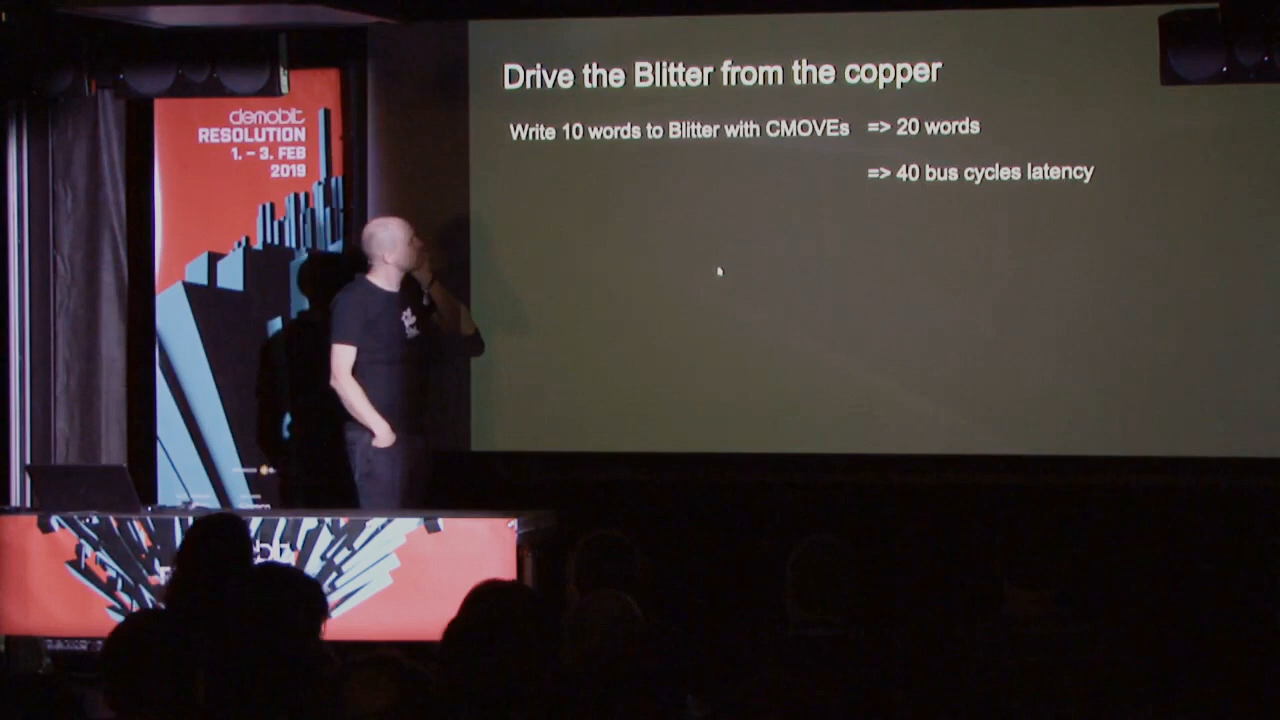 Drive the Blitter from the copper
Write 10 words to Blitter with CMOVEs => 20 words
=> 40 bus cycles latency
demobit
RESOLUTION
1. – 3. FEB
2019